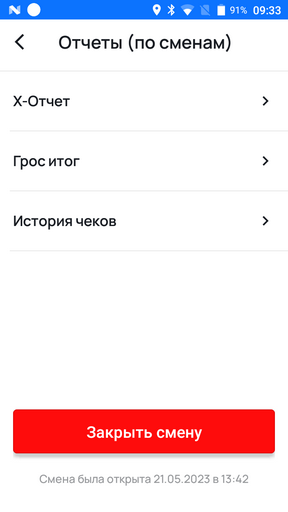 91% 09:33
Отчеты (по сменам)
Х-Отчет
Грос итог
История чеков
Закрыть смену
Смена была открыта 21.05.2023 в 13:42